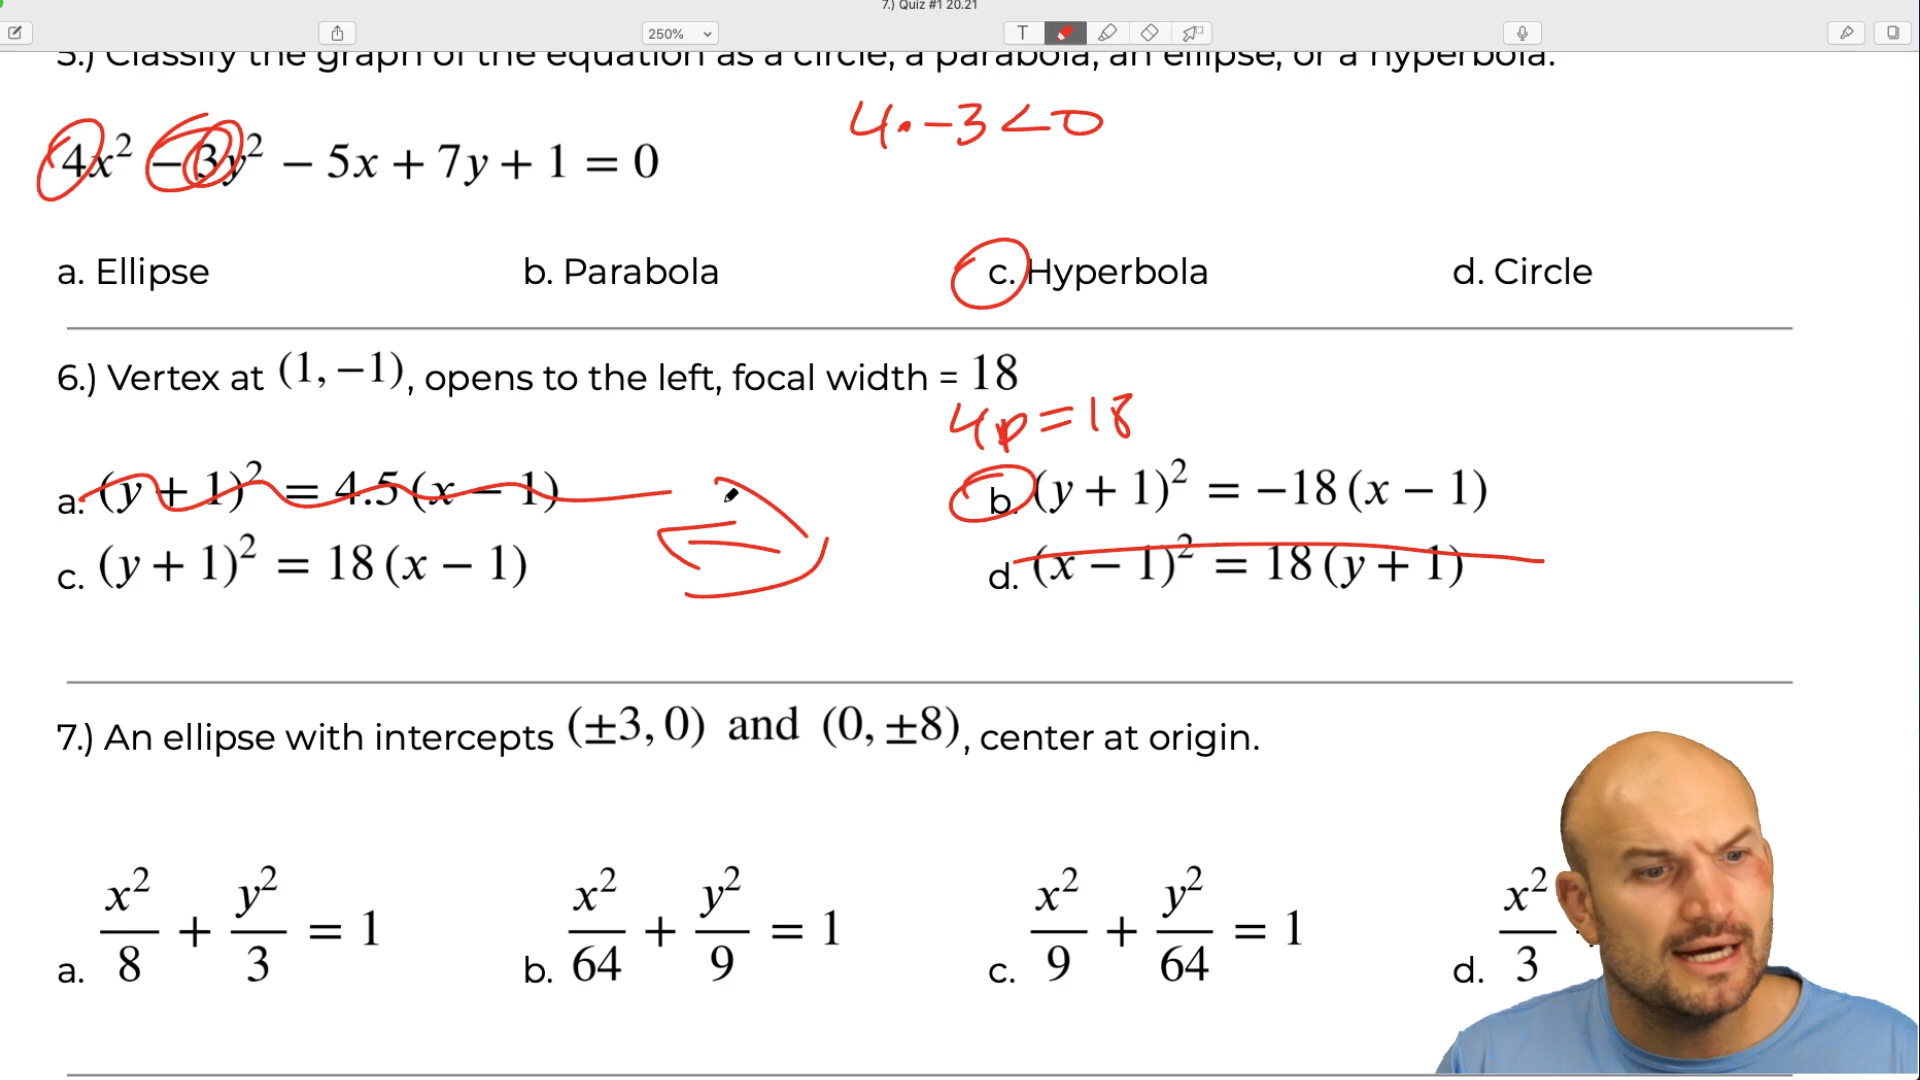 7.) Quiz #1 20.21
250%
T
5.) Classify the graph of the equation as a circle, a parabola, an ellipse, or a hyperbola.
4·-3<0
4x² − 3y² − 5x + 7y + 1 = 0
a. Ellipse b. Parabola c. Hyperbola d. Circle
6.) Vertex at (1, −1), opens to the left, focal width = 18
4p=18
a. (y + 1)² = 4.5 (x − 1) b. (y + 1)² = −18 (x − 1)
c. (y + 1)² = 18 (x − 1) d. (x − 1)² = 18 (y + 1)
7.) An ellipse with intercepts (±3, 0) and (0, ±8), center at origin.
a. x²/8 + y²/3 = 1 b. x²/64 + y²/9 = 1 c. x²/9 + y²/64 = 1 d. x²/3